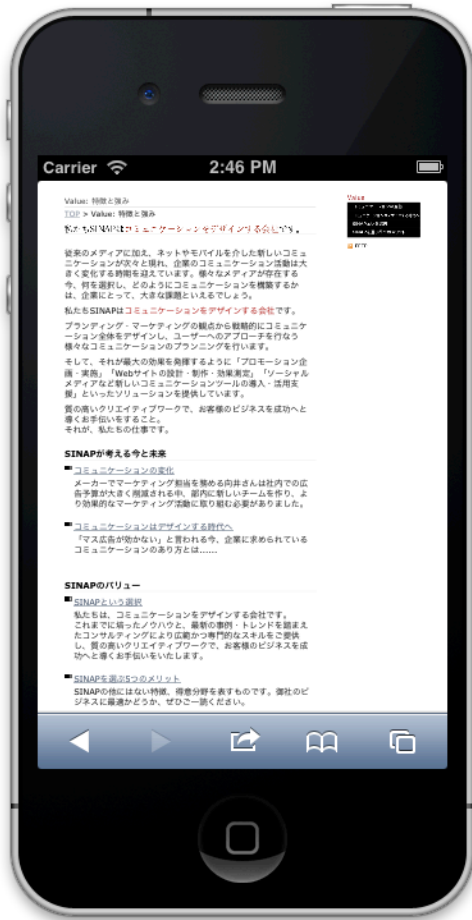 Carrier 2:46 PM
Value: 特徴と強み
TOP > Value: 特徴と強み
私たちSINAPはコミュニケーションをデザインする会社です。
従来のメディアに加え、ネットやモバイルを介した新しいコミュ
ニケーションが次々と現れ、企業のコミュニケーション活動は大
きく変化する時期を迎えています。様々なメディアが存在する
今、何を選択し、どのようにコミュニケーションを構築するか
は、企業にとって、大きな課題といえるでしょう。
私たちSINAPはコミュニケーションをデザインする会社です。
ブランディング・マーケティングの観点から戦略的にコミュニケー
ション全体をデザインし、ユーザーへのアプローチを行なう
様々なコミュニケーションのプランニングを行います。
そして、それが最大の効果を発揮するように「プロモーション企
画・実施」「Webサイトの設計・制作・効果測定」「ソーシャル
メディアなど新しいコミュニケーションツールの導入・活用支
援」といったソリューションを提供しています。
質の高いクリエイティブワークで、お客様のビジネスを成功へと
導くお手伝いをすること。
それが、私たちの仕事です。
SINAPが考える今と未来
コミュニケーションの変化
メーカーでマーケティング担当を務める向井さんは社内での広
告予算が大きく削減される中、部内に新しいチームを作り、よ
り効果的なマーケティング活動に取り組む必要がありました。
コミュニケーションはデザインする時代へ
「マス広告が効かない」と言われる今、企業に求められている
コミュニケーションのあり方とは……
SINAPのバリュー
SINAPという選択
私たちは、コミュニケーションをデザインする会社です。
これまでに培ったノウハウと、最新の事例・トレンドを踏まえ
たコンサルティングにより広範かつ専門的なスキルをご提供
し、質の高いクリエイティブワークで、お客様のビジネスを成
功へと導くお手伝いをいたします。
SINAPを選ぶ5つのメリット
SINAPの他にはない特徴、得意分野を表すものです。御社のビ
ジネスに最適かどうか、ぜひご一読ください。
Value